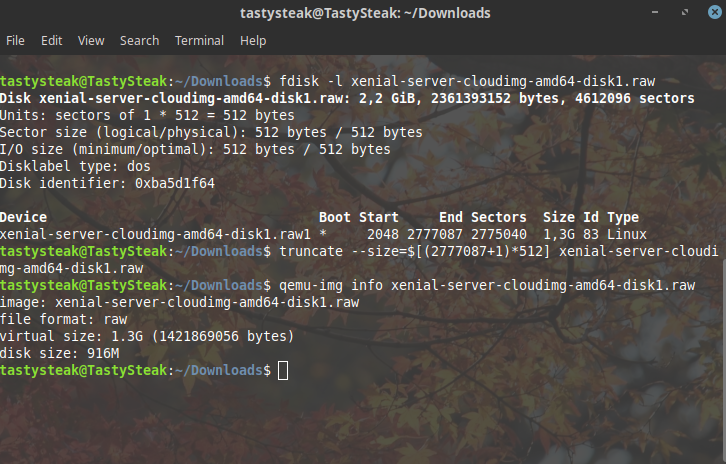 tastysteak@TastySteak: ~/Downloads
File Edit View Search Terminal Help
tastysteak@TastySteak:~/Downloads$ fdisk -l xenial-server-cloudimg-amd64-disk1.raw
Disk xenial-server-cloudimg-amd64-disk1.raw: 2,2 GiB, 2361393152 bytes, 4612096 sectors
Units: sectors of 1 * 512 = 512 bytes
Sector size (logical/physical): 512 bytes / 512 bytes
I/O size (minimum/optimal): 512 bytes / 512 bytes
Disklabel type: dos
Disk identifier: 0xba5d1f64
Device Boot Start End Sectors Size Id Type
xenial-server-cloudimg-amd64-disk1.raw1 * 2048 2777087 2775040 1,3G 83 Linux
tastysteak@TastySteak:~/Downloads$ truncate --size=$[(2777087+1)*512] xenial-server-cloudi
mg-amd64-disk1.raw
tastysteak@TastySteak:~/Downloads$ qemu-img info xenial-server-cloudimg-amd64-disk1.raw
image: xenial-server-cloudimg-amd64-disk1.raw
file format: raw
virtual size: 1.3G (1421869056 bytes)
disk size: 916M
tastysteak@TastySteak:~/Downloads$